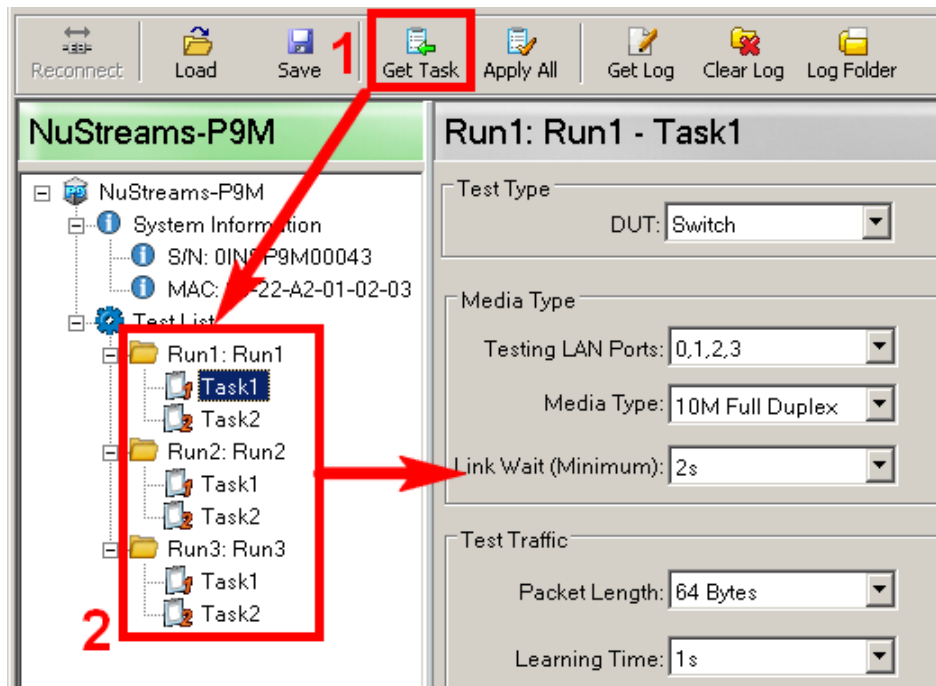 Reconnect Load Save 1 Get Task Apply All Get Log Clear Log Log Folder
NuStreams-P9M
NuStreams-P9M
System Information
S/N: 0INSP9M00043
MAC: -22-A2-01-02-03
Test List
Run1: Run1
Task1
Task2
Run2: Run2
Task1
Task2
Run3: Run3
Task1
Task2
2
Run1: Run1 - Task1
Test Type
DUT: Switch
Media Type
Testing LAN Ports: 0,1,2,3
Media Type: 10M Full Duplex
Link Wait (Minimum): 2s
Test Traffic
Packet Length: 64 Bytes
Learning Time: 1s